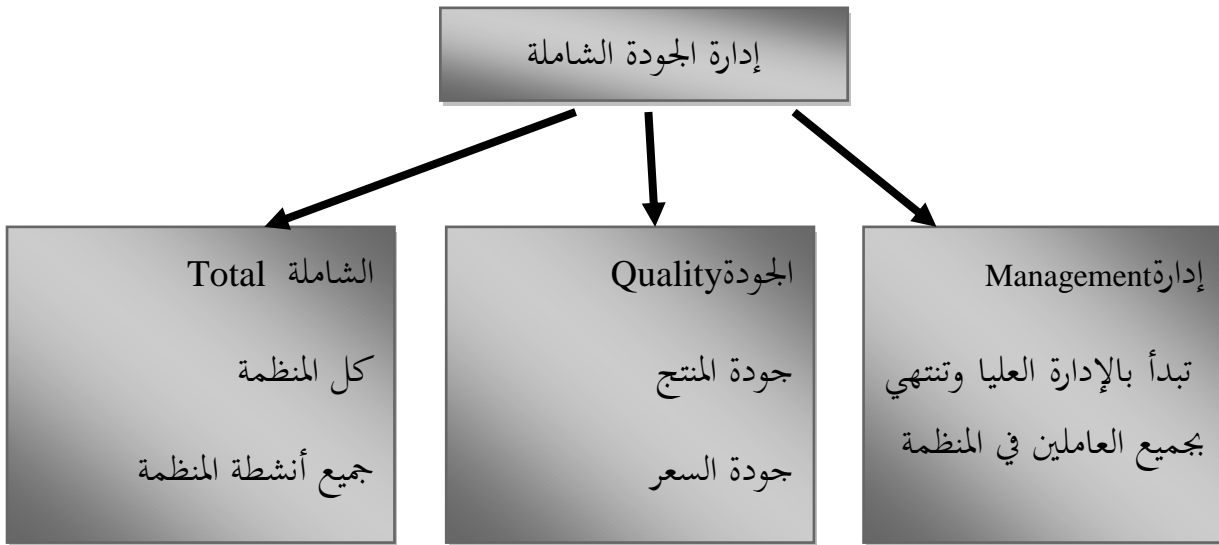 إدارة الجودة الشاملة
إدارةManagement
تبدأ بالإدارة العليا وتنتهي
بجميع العاملين في المنظمة
الجودةQuality
جودة المنتج
جودة السعر
الشاملة Total
كل المنظمة
جميع أنشطة المنظمة